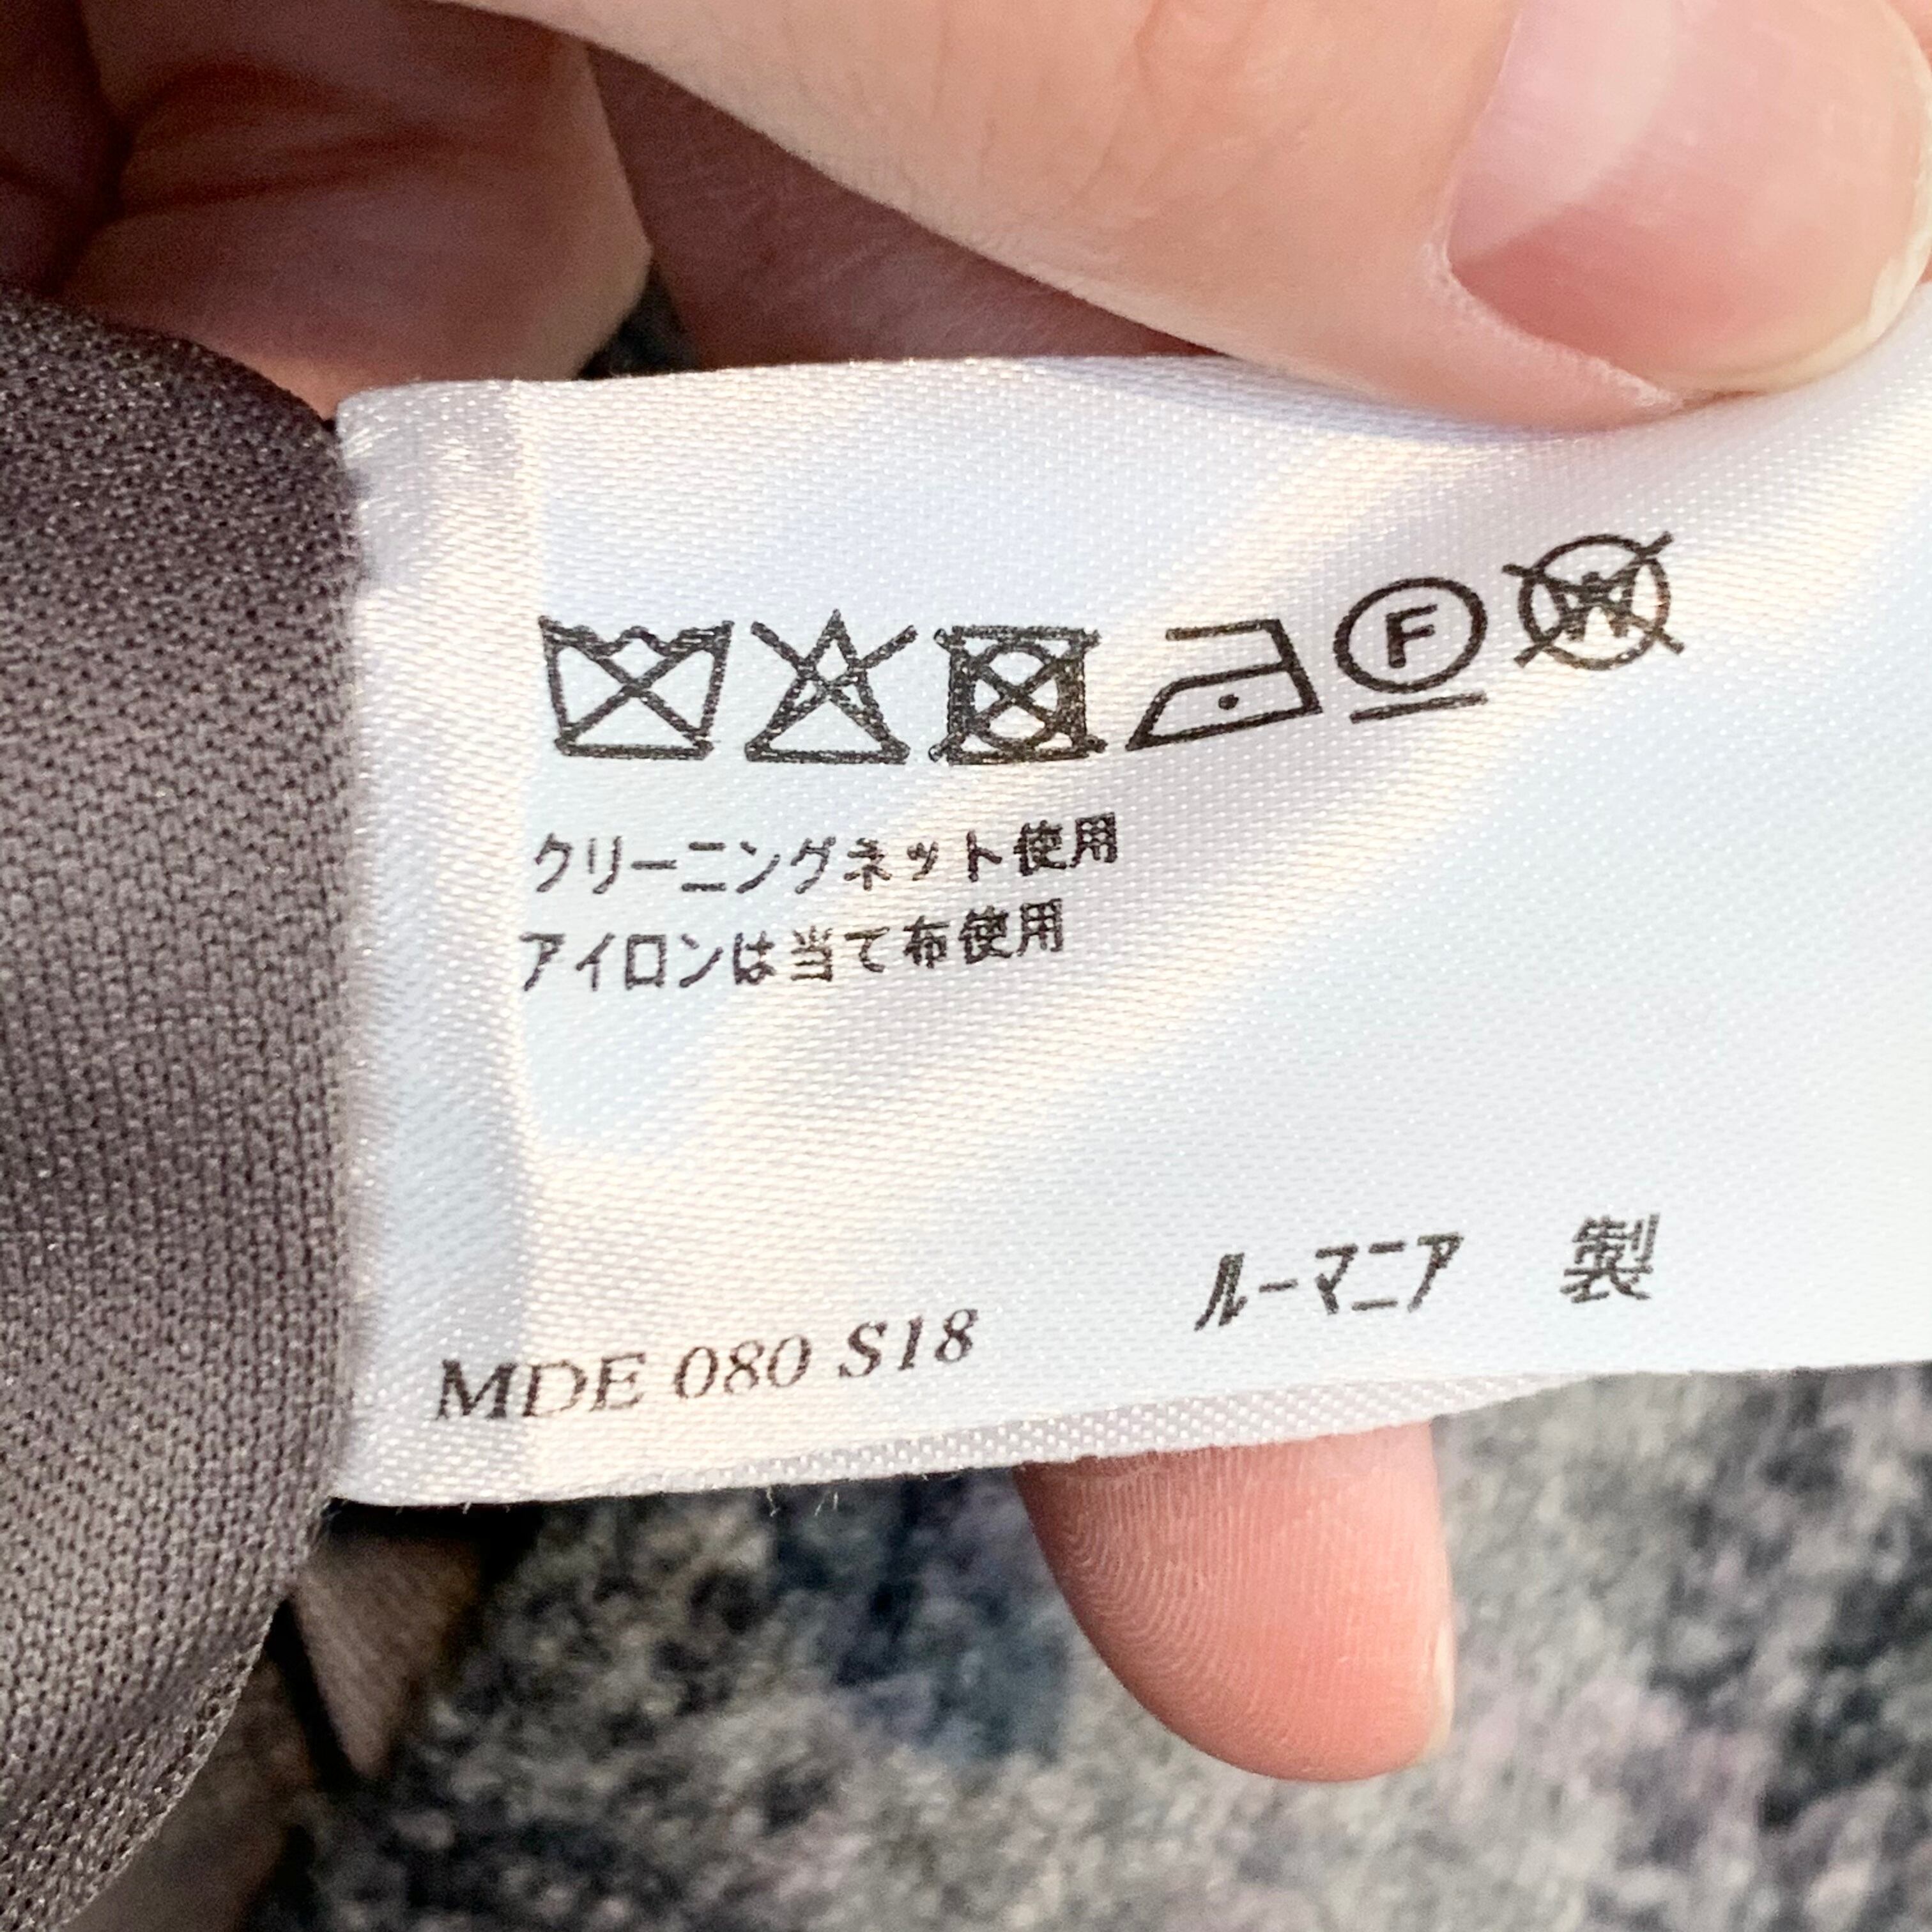 F W
クリーニングネット使用
アイロンは当て布使用
ルーマニア 製
MDE 080 S18